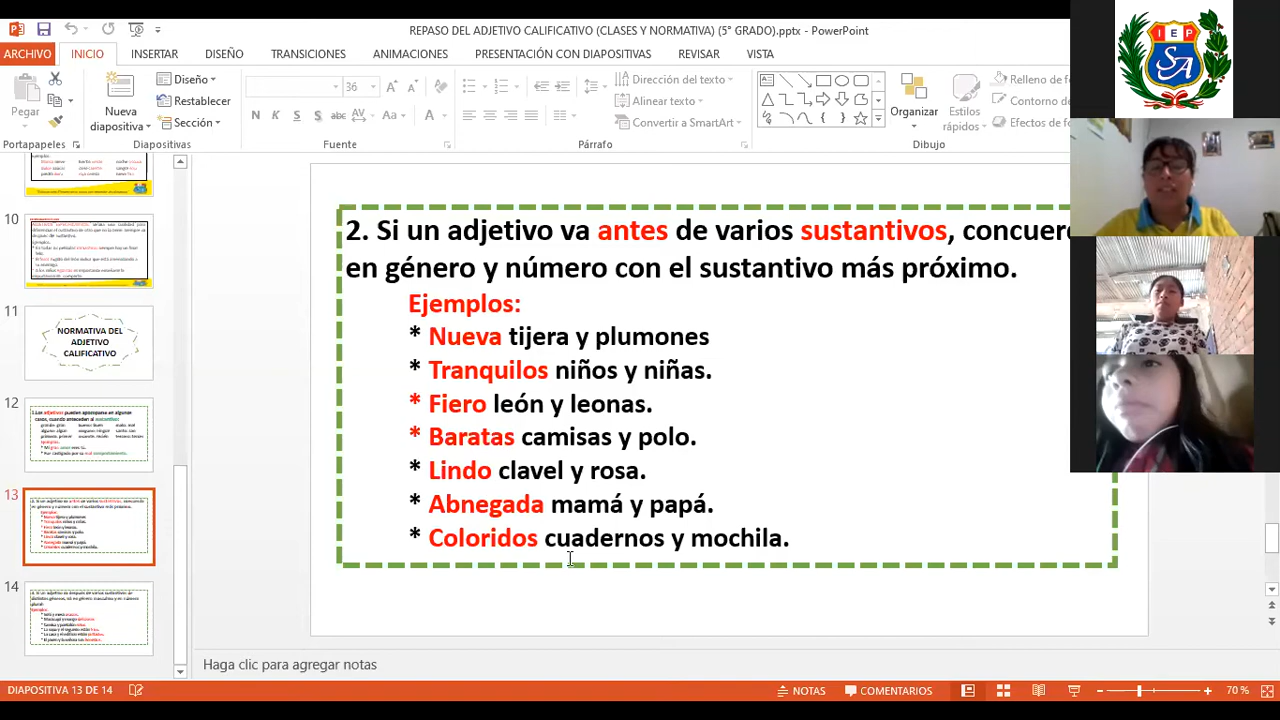 REPASO DEL ADJETIVO CALIFICATIVO (CLASES Y NORMATIVA) (5° GRADO).pptx - PowerPoint
ARCHIVO INICIO INSERTAR DISEÑO TRANSICIONES ANIMACIONES PRESENTACIÓN CON DIAPOSITIVAS REVISAR VISTA
Pegar
Nueva diapositiva
Diseño
Restablecer
Sección
36
N K S abc AV Aa A
Dirección del texto
Alinear texto
Convertir a SmartArt
Organizar
Estilos rápidos
Relleno de
Contorno de
Efectos de
Portapapeles Diapositivas Fuente Párrafo Dibujo
I E P
S A
10
11
NORMATIVA DEL
ADJETIVO
CALIFICATIVO
12
13
14
2. Si un adjetivo va antes de varios sustantivos, concuer
en género y número con el sustantivo más próximo.
Ejemplos:
* Nueva tijera y plumones
* Tranquilos niños y niñas.
* Fiero león y leonas.
* Baratas camisas y polo.
* Lindo clavel y rosa.
* Abnegada mamá y papá.
* Coloridos cuadernos y mochila.
Haga clic para agregar notas
DIAPOSITIVA 13 DE 14 NOTAS COMENTARIOS 70 %